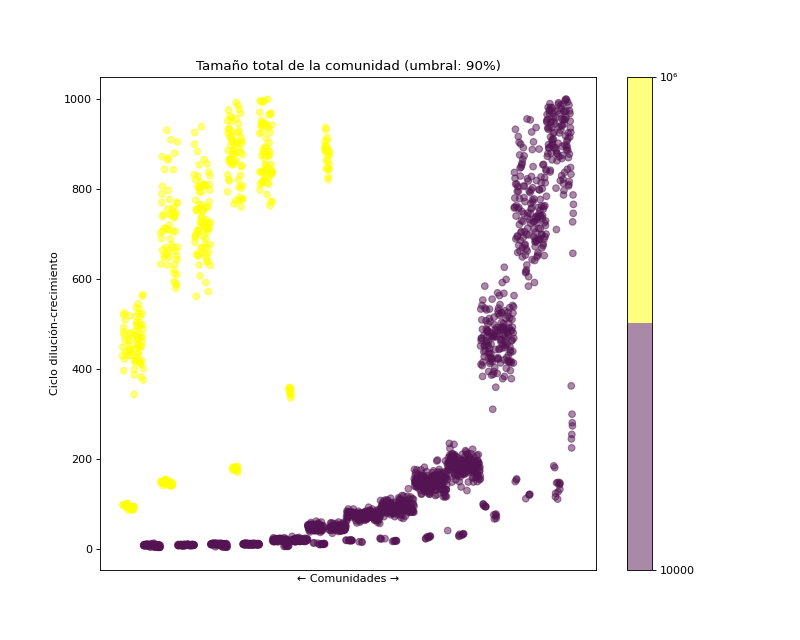 Tamaño total de la comunidad (umbral: 90%)
1000
800
600
400
200
0
Ciclo dilución-crecimiento
← Comunidades →
10⁶
10000